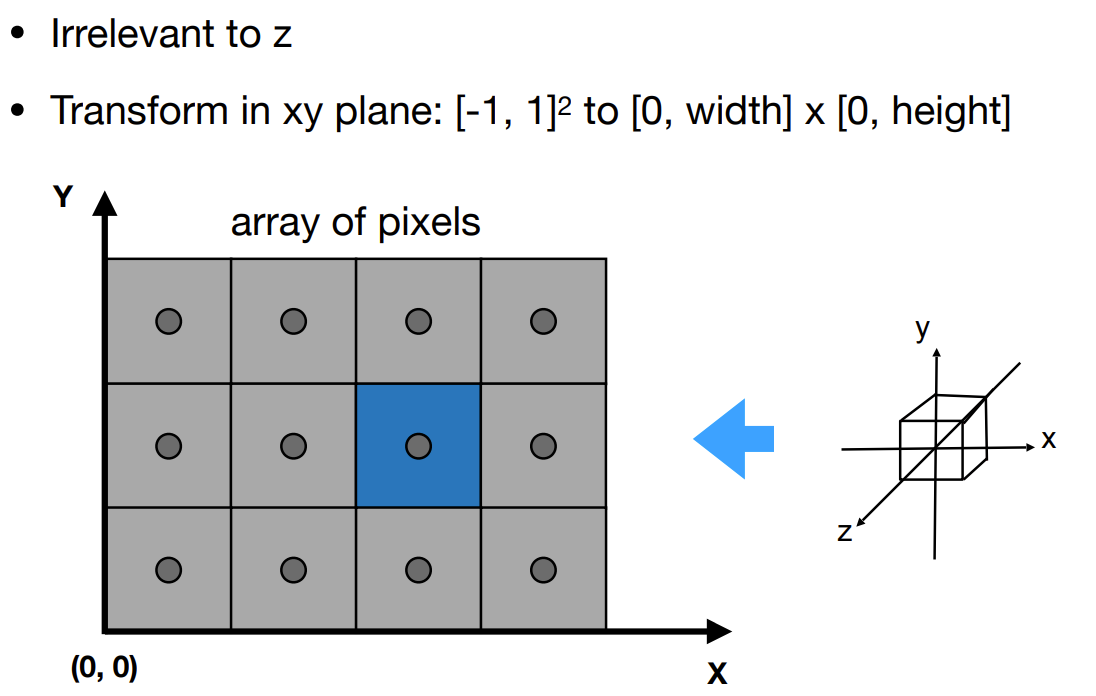 • Irrelevant to z
• Transform in xy plane: [-1, 1]² to [0, width] x [0, height]
Y
array of pixels
y
x
z
(0, 0)
X